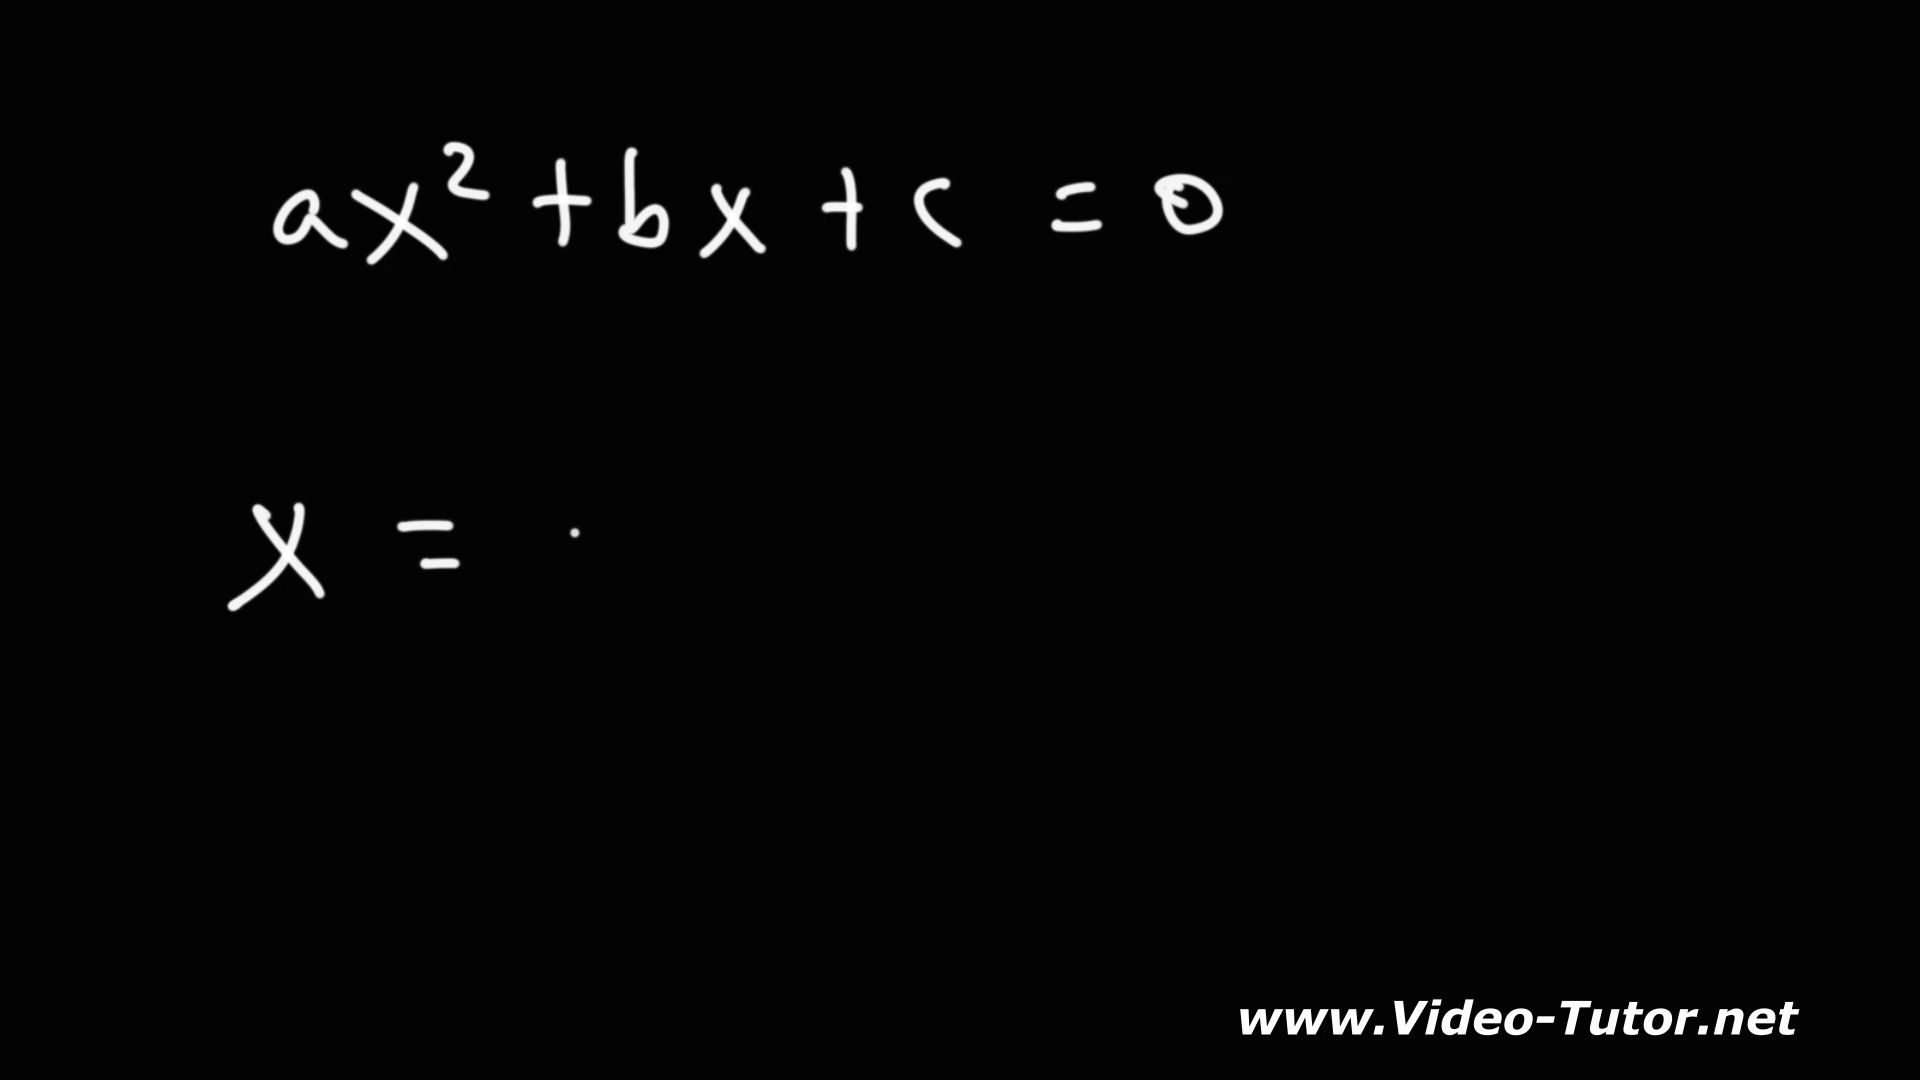 ax² + bx + c = 0
x =
www.Video-Tutor.net